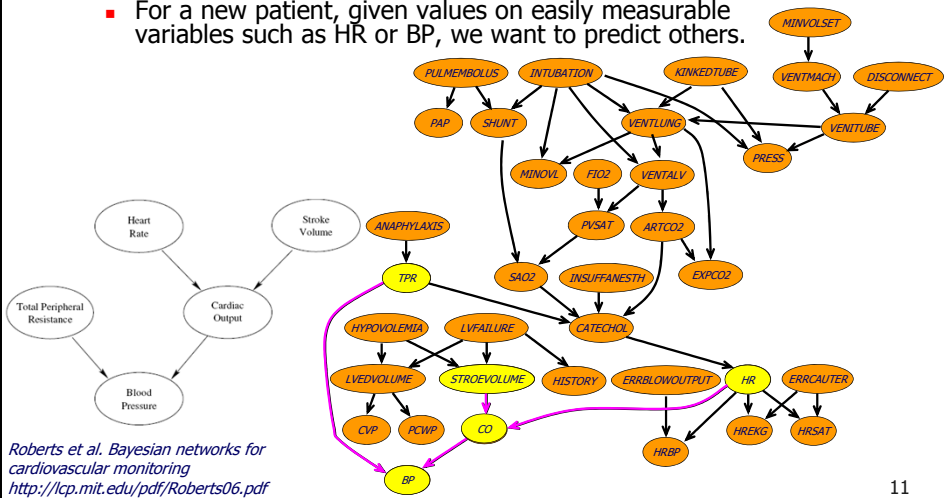 ▪ For a new patient, given values on easily measurable
variables such as HR or BP, we want to predict others.
MINVOLSET
PULMEMBOLUS INTUBATION KINKEDTUBE VENTMACH DISCONNECT
PAP SHUNT VENTLUNG VENITUBE
PRESS
MINOVL FIO2 VENTALV
ANAPHYLAXIS PVSAT ARTCO2
TPR SAO2 INSUFFANESTH EXPCO2
HYPOVOLEMIA LVFAILURE CATECHOL
LVEDVOLUME STROEVOLUME HISTORY ERRBLOWOUTPUT HR ERRCAUTER
CVP PCWP CO HRBP HREKG HRSAT
BP
Heart
Rate
Stroke
Volume
Total Peripheral
Resistance
Cardiac
Output
Blood
Pressure
Roberts et al. Bayesian networks for
cardiovascular monitoring
http://lcp.mit.edu/pdf/Roberts06.pdf
11